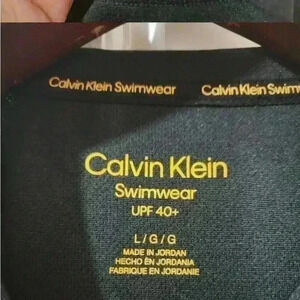 Calvin Klein Swimwear
Calvin Klein Swim
Calvin Klein
Swimwear
UPF 40+
L/G/G
MADE IN JORDAN
HECHO EN JORDANIA
FABRIQUE EN JORDANIE